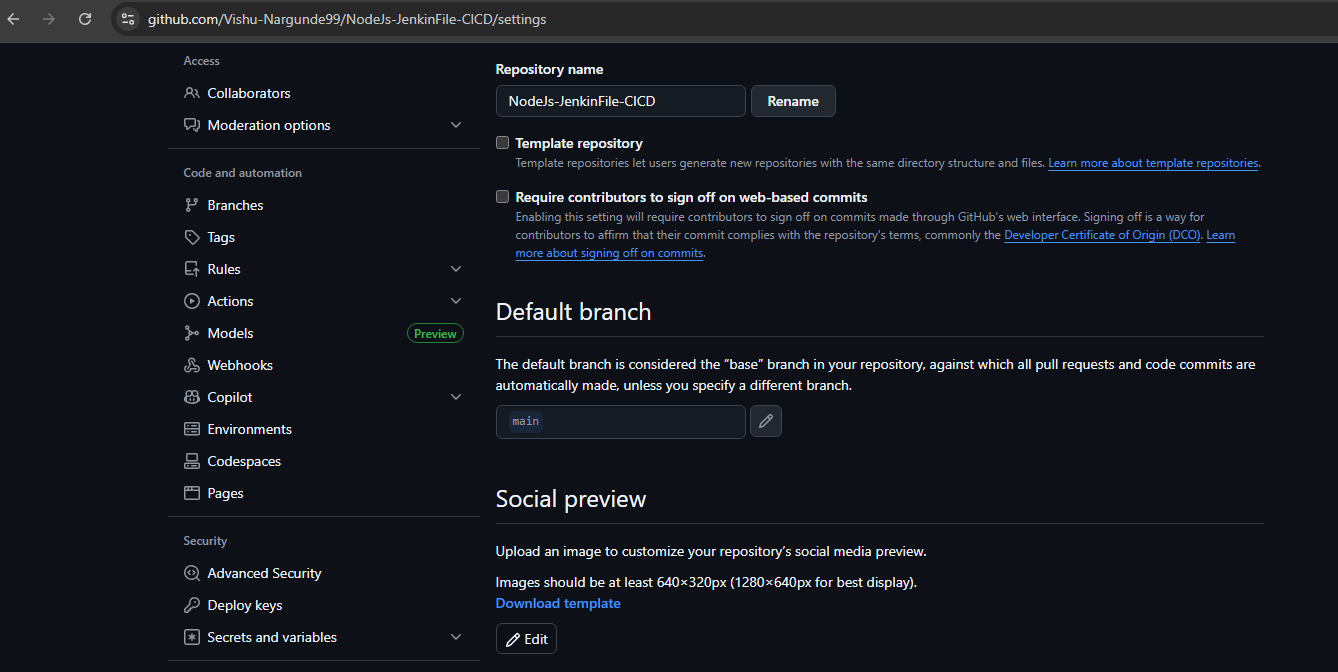 github.com/Vishu-Nargunde99/NodeJs-JenkinFile-CICD/settings
Access
Collaborators
Moderation options
Code and automation
Branches
Tags
Rules
Actions
Models
Preview
Webhooks
Copilot
Environments
Codespaces
Pages
Security
Advanced Security
Deploy keys
Secrets and variables
Repository name
NodeJs-JenkinFile-CICD
Rename
Template repository
Template repositories let users generate new repositories with the same directory structure and files. Learn more about template repositories.
Require contributors to sign off on web-based commits
Enabling this setting will require contributors to sign off on commits made through GitHub’s web interface. Signing off is a way for
contributors to affirm that their commit complies with the repository's terms, commonly the Developer Certificate of Origin (DCO). Learn
more about signing off on commits.
Default branch
The default branch is considered the “base” branch in your repository, against which all pull requests and code commits are
automatically made, unless you specify a different branch.
main
Social preview
Upload an image to customize your repository’s social media preview.
Images should be at least 640×320px (1280×640px for best display).
Download template
Edit